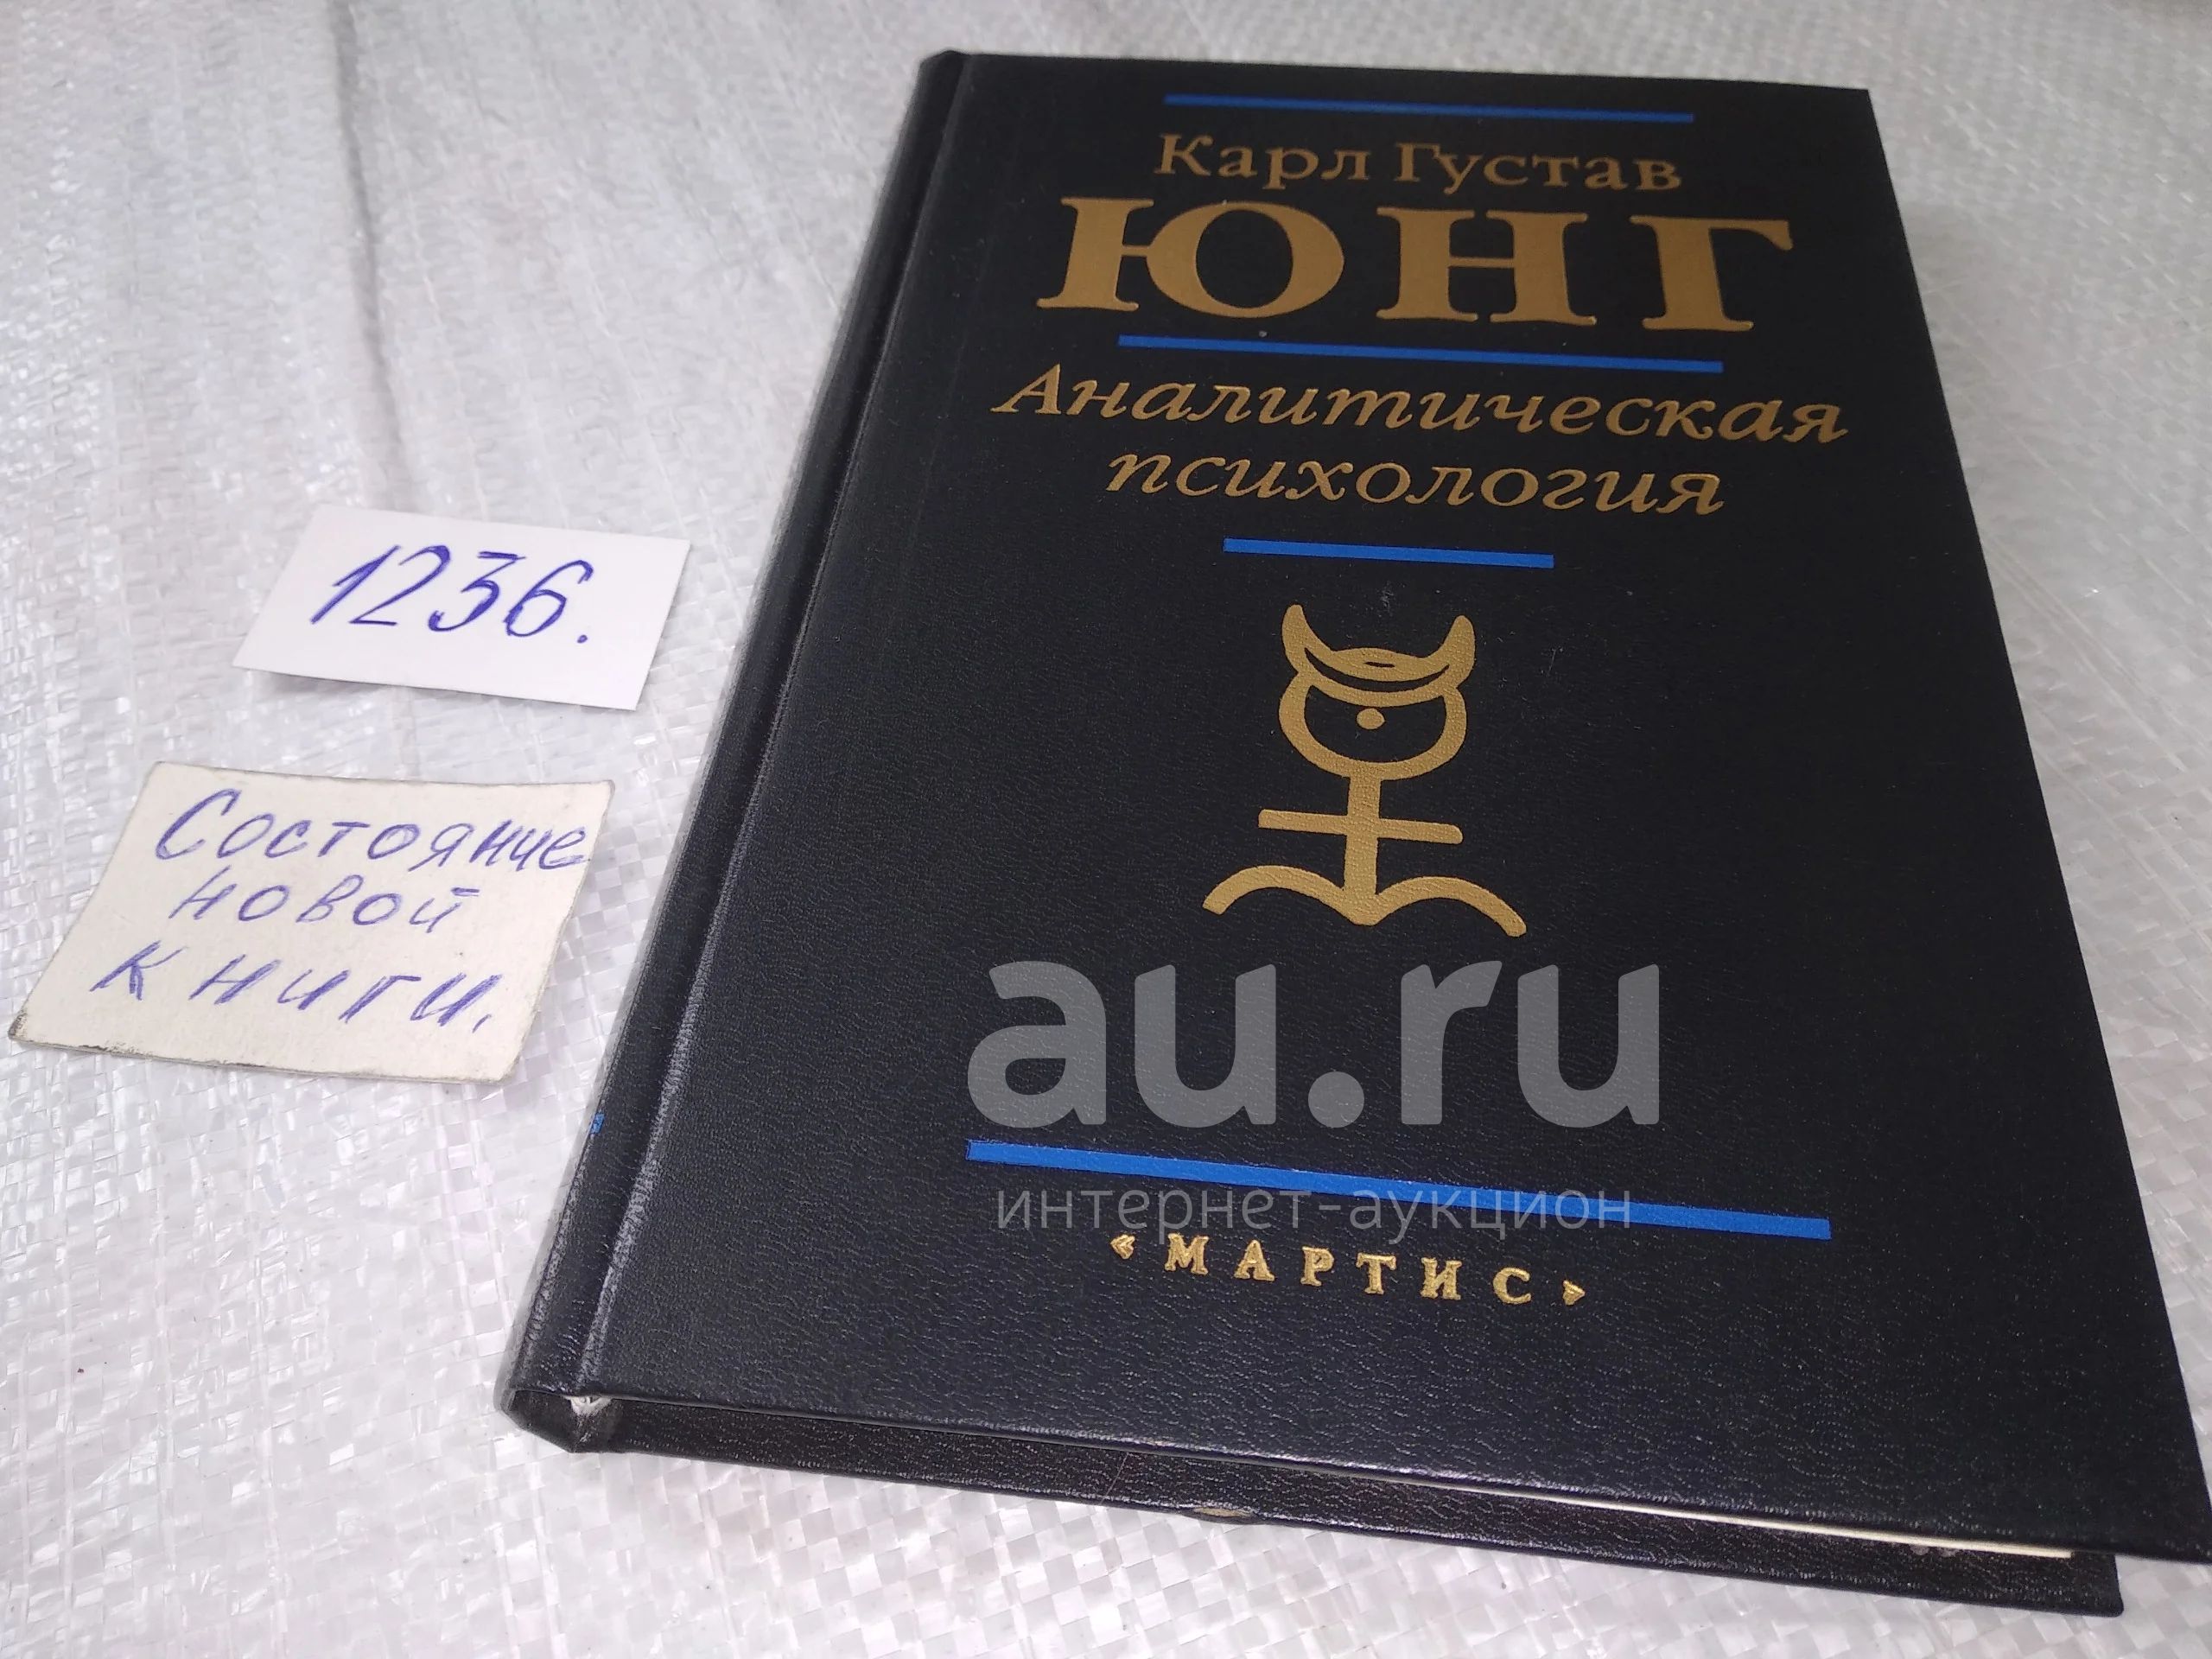 Карл Густав
ЮНГ
Аналитическая
психология
1236.
Состояние
новой
книги.
au.ru
интернет-аукцион
«МАРТИС»